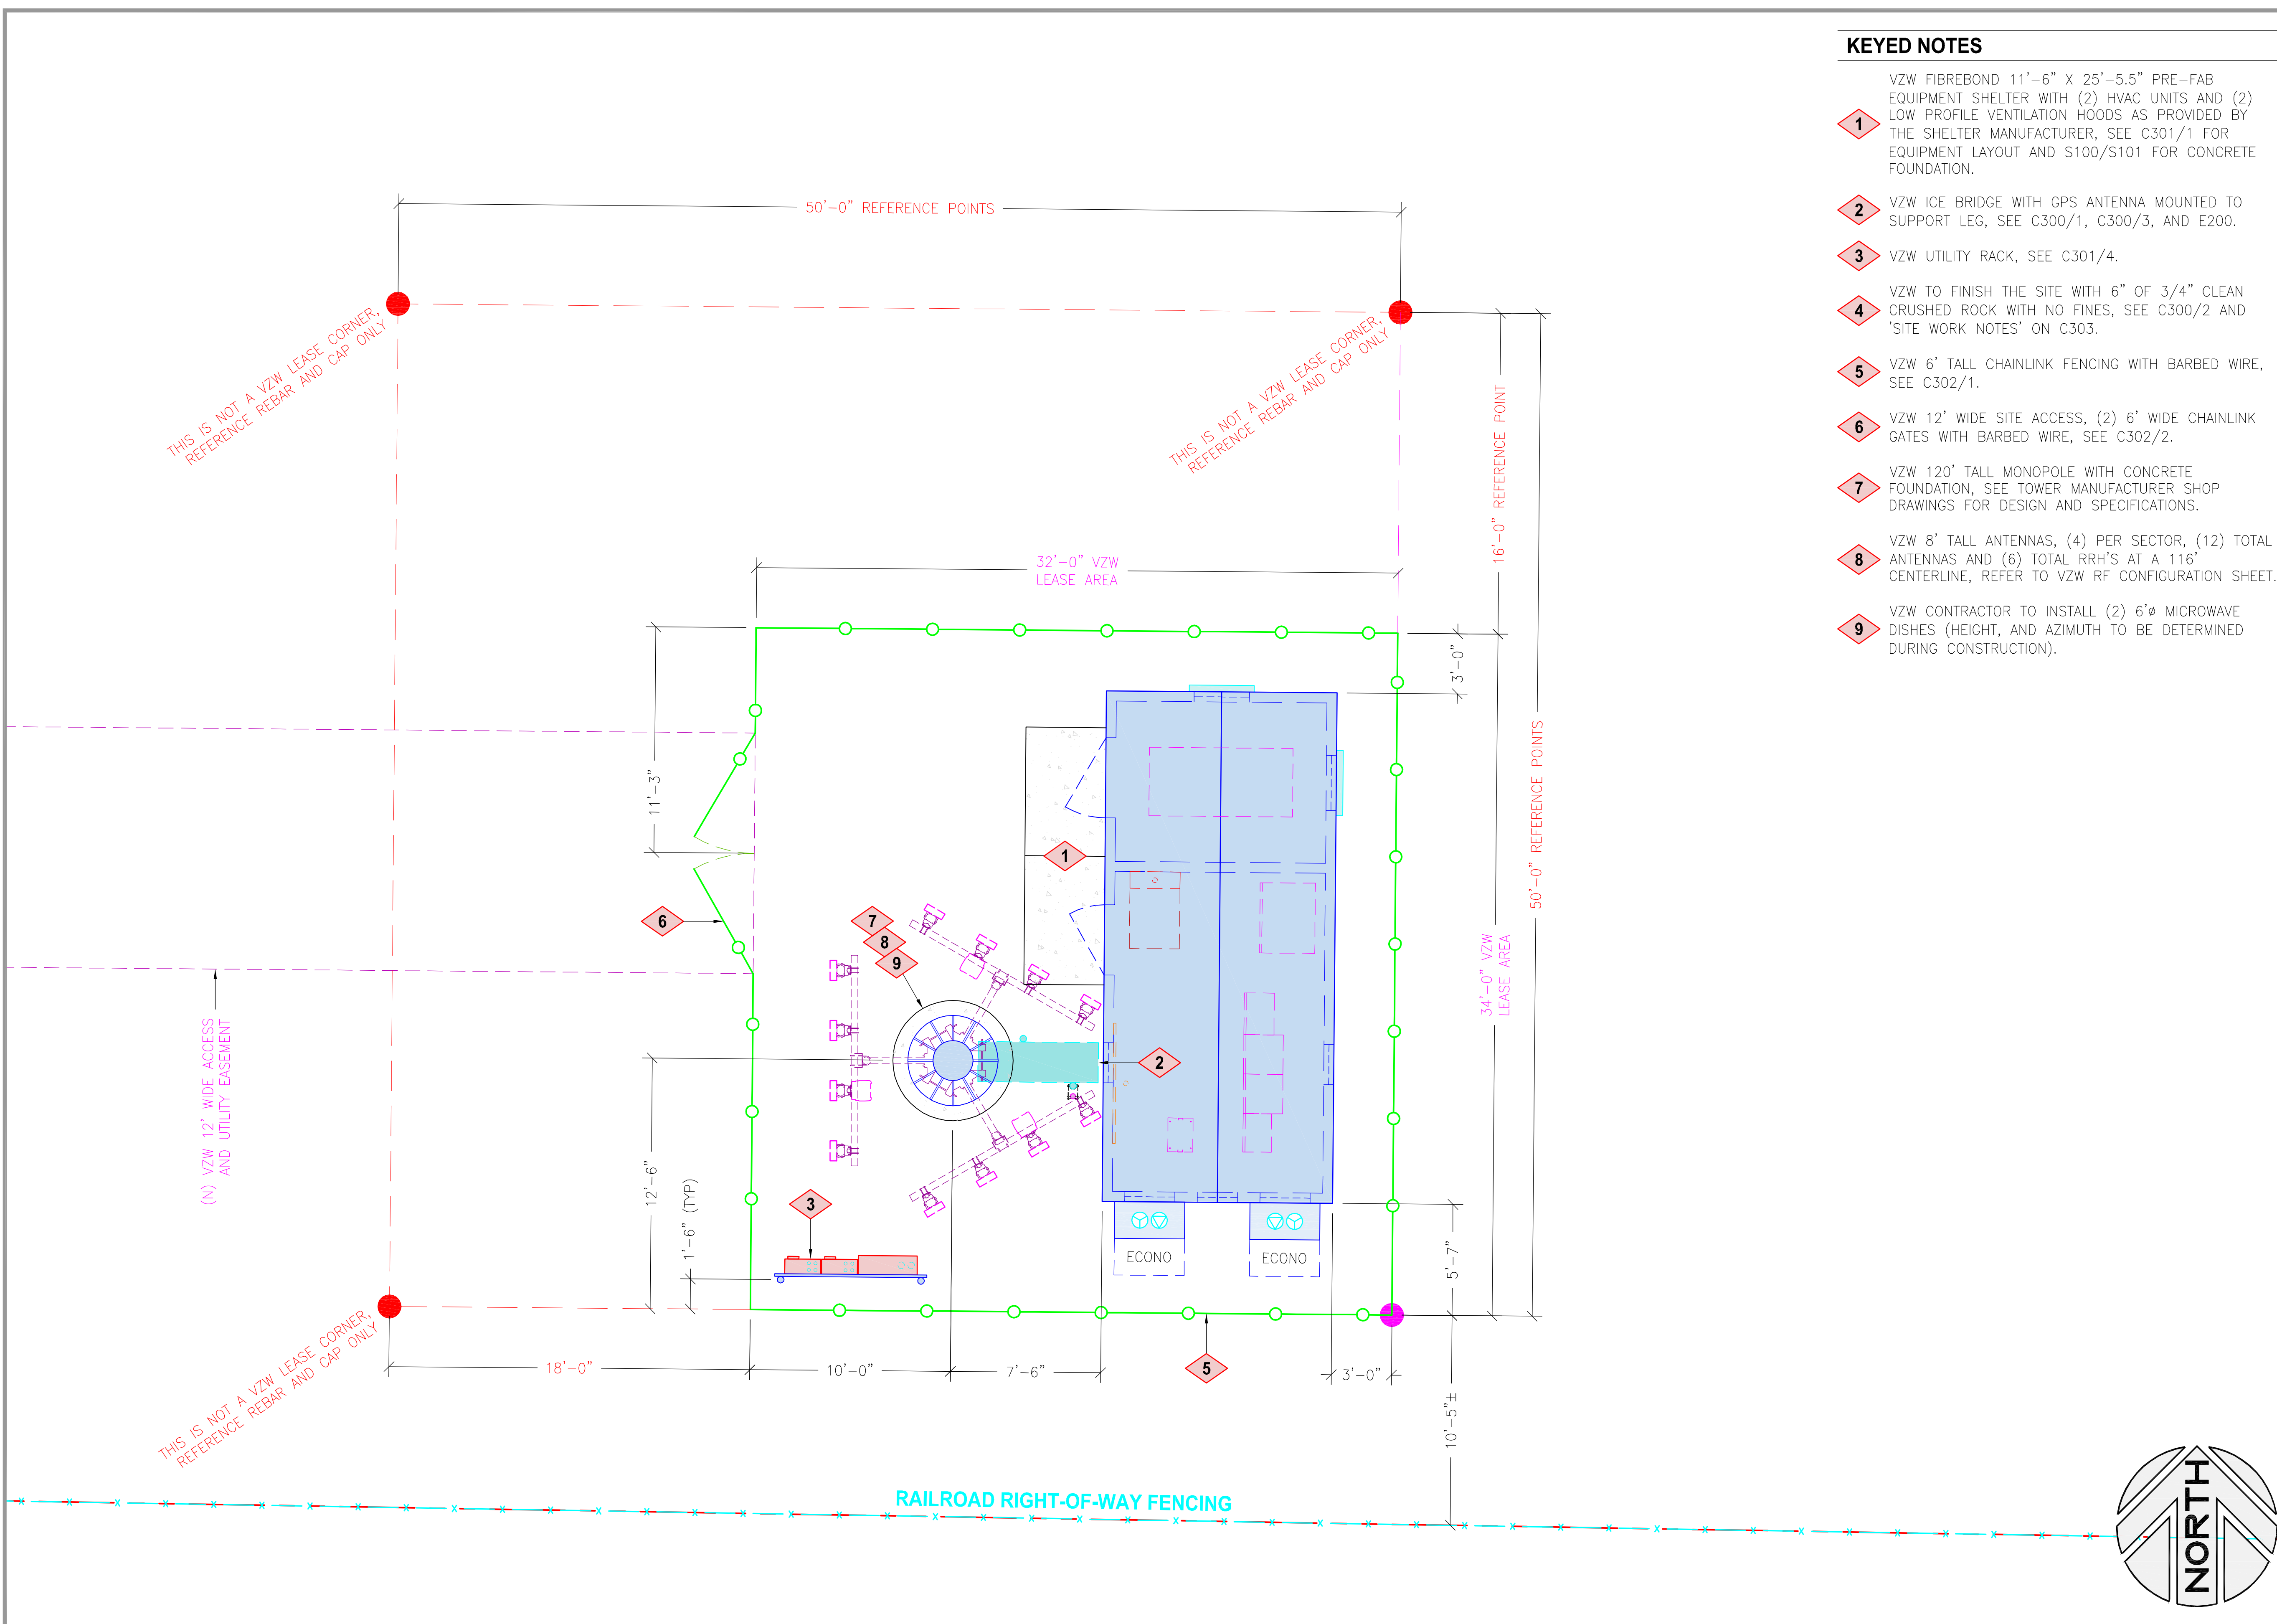 KEYED NOTES
1
VZW FIBREBOND 11'-6" X 25'-5.5" PRE-FAB
EQUIPMENT SHELTER WITH (2) HVAC UNITS AND (2)
LOW PROFILE VENTILATION HOODS AS PROVIDED BY
THE SHELTER MANUFACTURER, SEE C301/1 FOR
EQUIPMENT LAYOUT AND S100/S101 FOR CONCRETE
FOUNDATION.
2
VZW ICE BRIDGE WITH GPS ANTENNA MOUNTED TO
SUPPORT LEG, SEE C300/1, C300/3, AND E200.
3
VZW UTILITY RACK, SEE C301/4.
4
VZW TO FINISH THE SITE WITH 6" OF 3/4" CLEAN
CRUSHED ROCK WITH NO FINES, SEE C300/2 AND
'SITE WORK NOTES' ON C303.
5
VZW 6' TALL CHAINLINK FENCING WITH BARBED WIRE,
SEE C302/1.
6
VZW 12' WIDE SITE ACCESS, (2) 6' WIDE CHAINLINK
GATES WITH BARBED WIRE, SEE C302/2.
7
VZW 120' TALL MONOPOLE WITH CONCRETE
FOUNDATION, SEE TOWER MANUFACTURER SHOP
DRAWINGS FOR DESIGN AND SPECIFICATIONS.
8
VZW 8' TALL ANTENNAS, (4) PER SECTOR, (12) TOTAL
ANTENNAS AND (6) TOTAL RRH'S AT A 116'
CENTERLINE, REFER TO VZW RF CONFIGURATION SHEET.
9
VZW CONTRACTOR TO INSTALL (2) 6'ø MICROWAVE
DISHES (HEIGHT, AND AZIMUTH TO BE DETERMINED
DURING CONSTRUCTION).
50'-0" REFERENCE POINTS
THIS IS NOT A VZW LEASE CORNER,
REFERENCE REBAR AND CAP ONLY
THIS IS NOT A VZW LEASE CORNER,
REFERENCE REBAR AND CAP ONLY
16'-0" REFERENCE POINT
32'-0" VZW
LEASE AREA
3'-0"
50'-0" REFERENCE POINTS
11'-3"
1
6
7
8
9
34'-0" VZW
LEASE AREA
2
(N) VZW 12' WIDE ACCESS
AND UTILITY EASEMENT
12'-6"
1'-6" (TYP)
3
ECONO
ECONO
5'-7"
THIS IS NOT A VZW LEASE CORNER,
REFERENCE REBAR AND CAP ONLY
18'-0"
10'-0"
7'-6"
5
3'-0"
10'-5"±
RAILROAD RIGHT-OF-WAY FENCING
NORTH